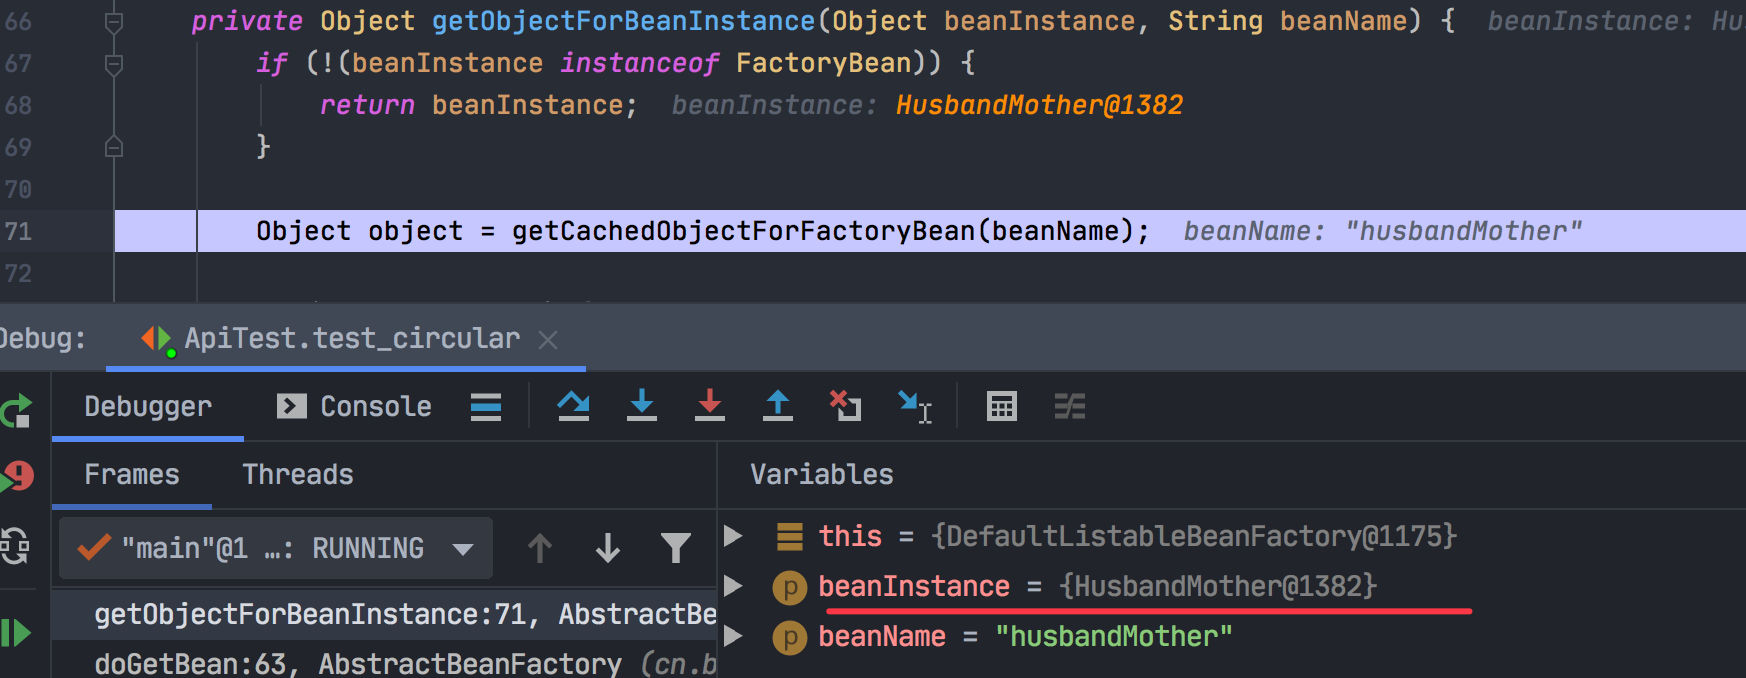 66 private Object getObjectForBeanInstance(Object beanInstance, String beanName) { beanInstance: Hu
67 if (!(beanInstance instanceof FactoryBean)) {
68 return beanInstance; beanInstance: HusbandMother@1382
69 }
70
71 Object object = getCachedObjectForFactoryBean(beanName); beanName: "husbandMother"
72
Debug: ApiTest.test_circular
Debugger Console
Frames Threads Variables
"main"@1 ...: RUNNING
this = {DefaultListableBeanFactory@1175}
beanInstance = {HusbandMother@1382}
beanName = "husbandMother"
getObjectForBeanInstance:71, AbstractBe
doGetBean:63, AbstractBeanFactory (cn.b